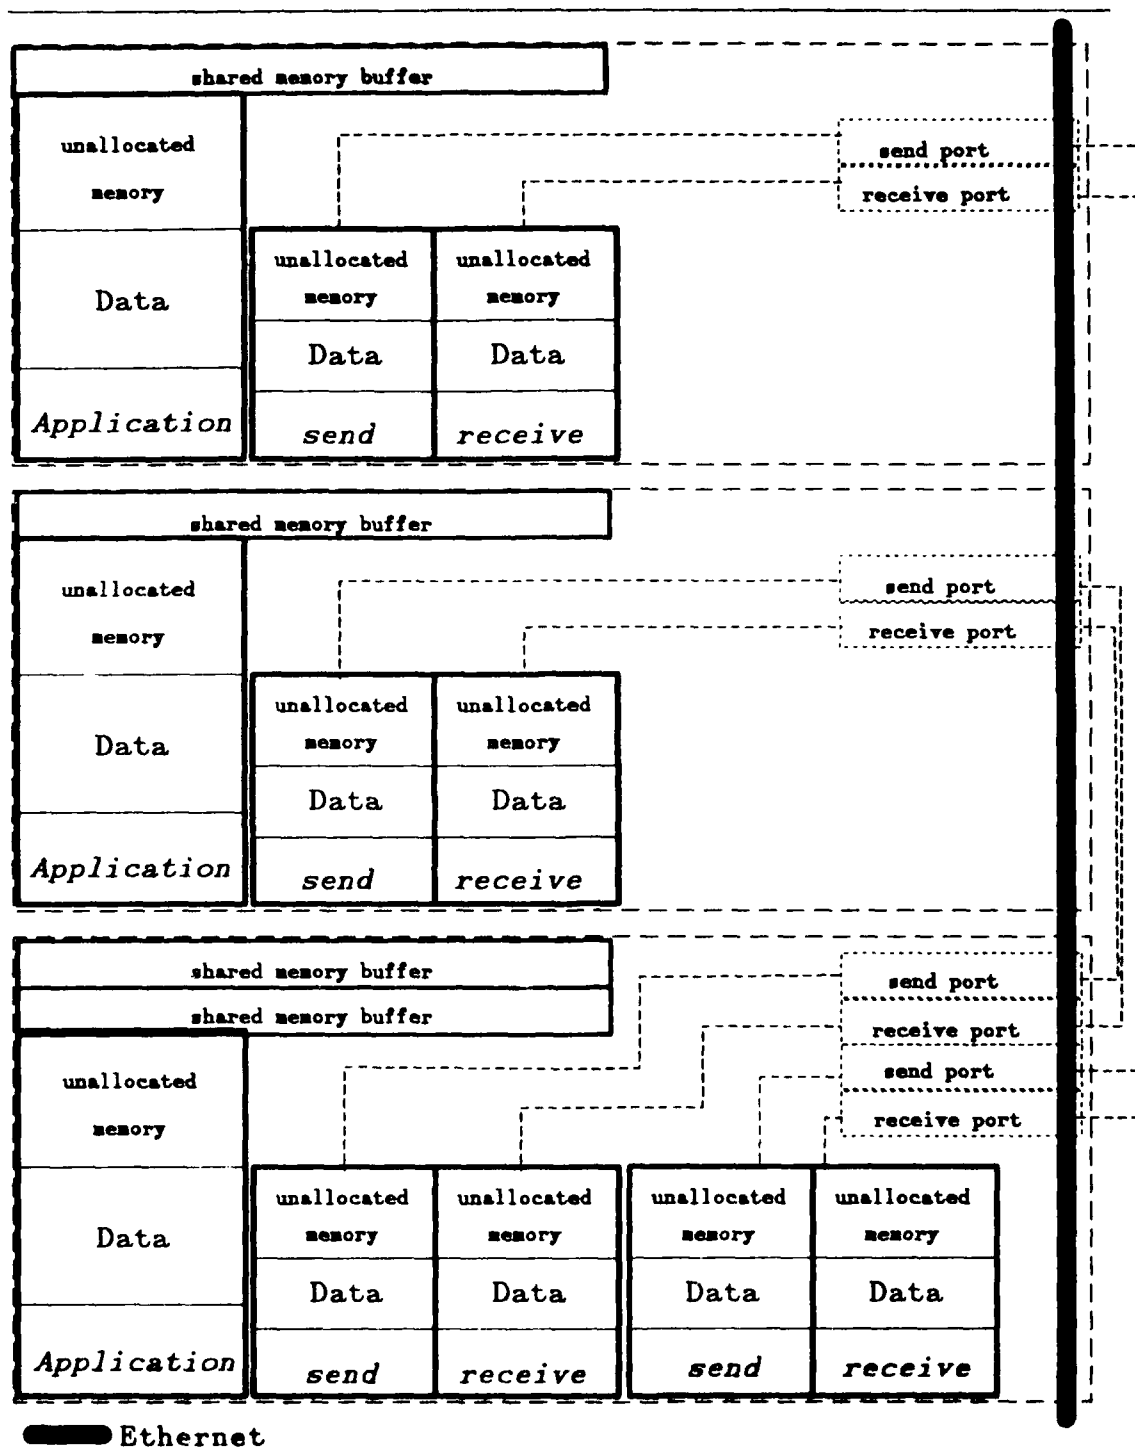 shared memory buffer
unallocated
memory
Data
Application
unallocated
memory
Data
send
unallocated
memory
Data
receive
send port
receive port
shared memory buffer
unallocated
memory
Data
Application
unallocated
memory
Data
send
unallocated
memory
Data
receive
send port
receive port
shared memory buffer
shared memory buffer
unallocated
memory
Data
Application
unallocated
memory
Data
send
unallocated
memory
Data
receive
unallocated
memory
Data
send
unallocated
memory
Data
receive
send port
receive port
send port
receive port
Ethernet